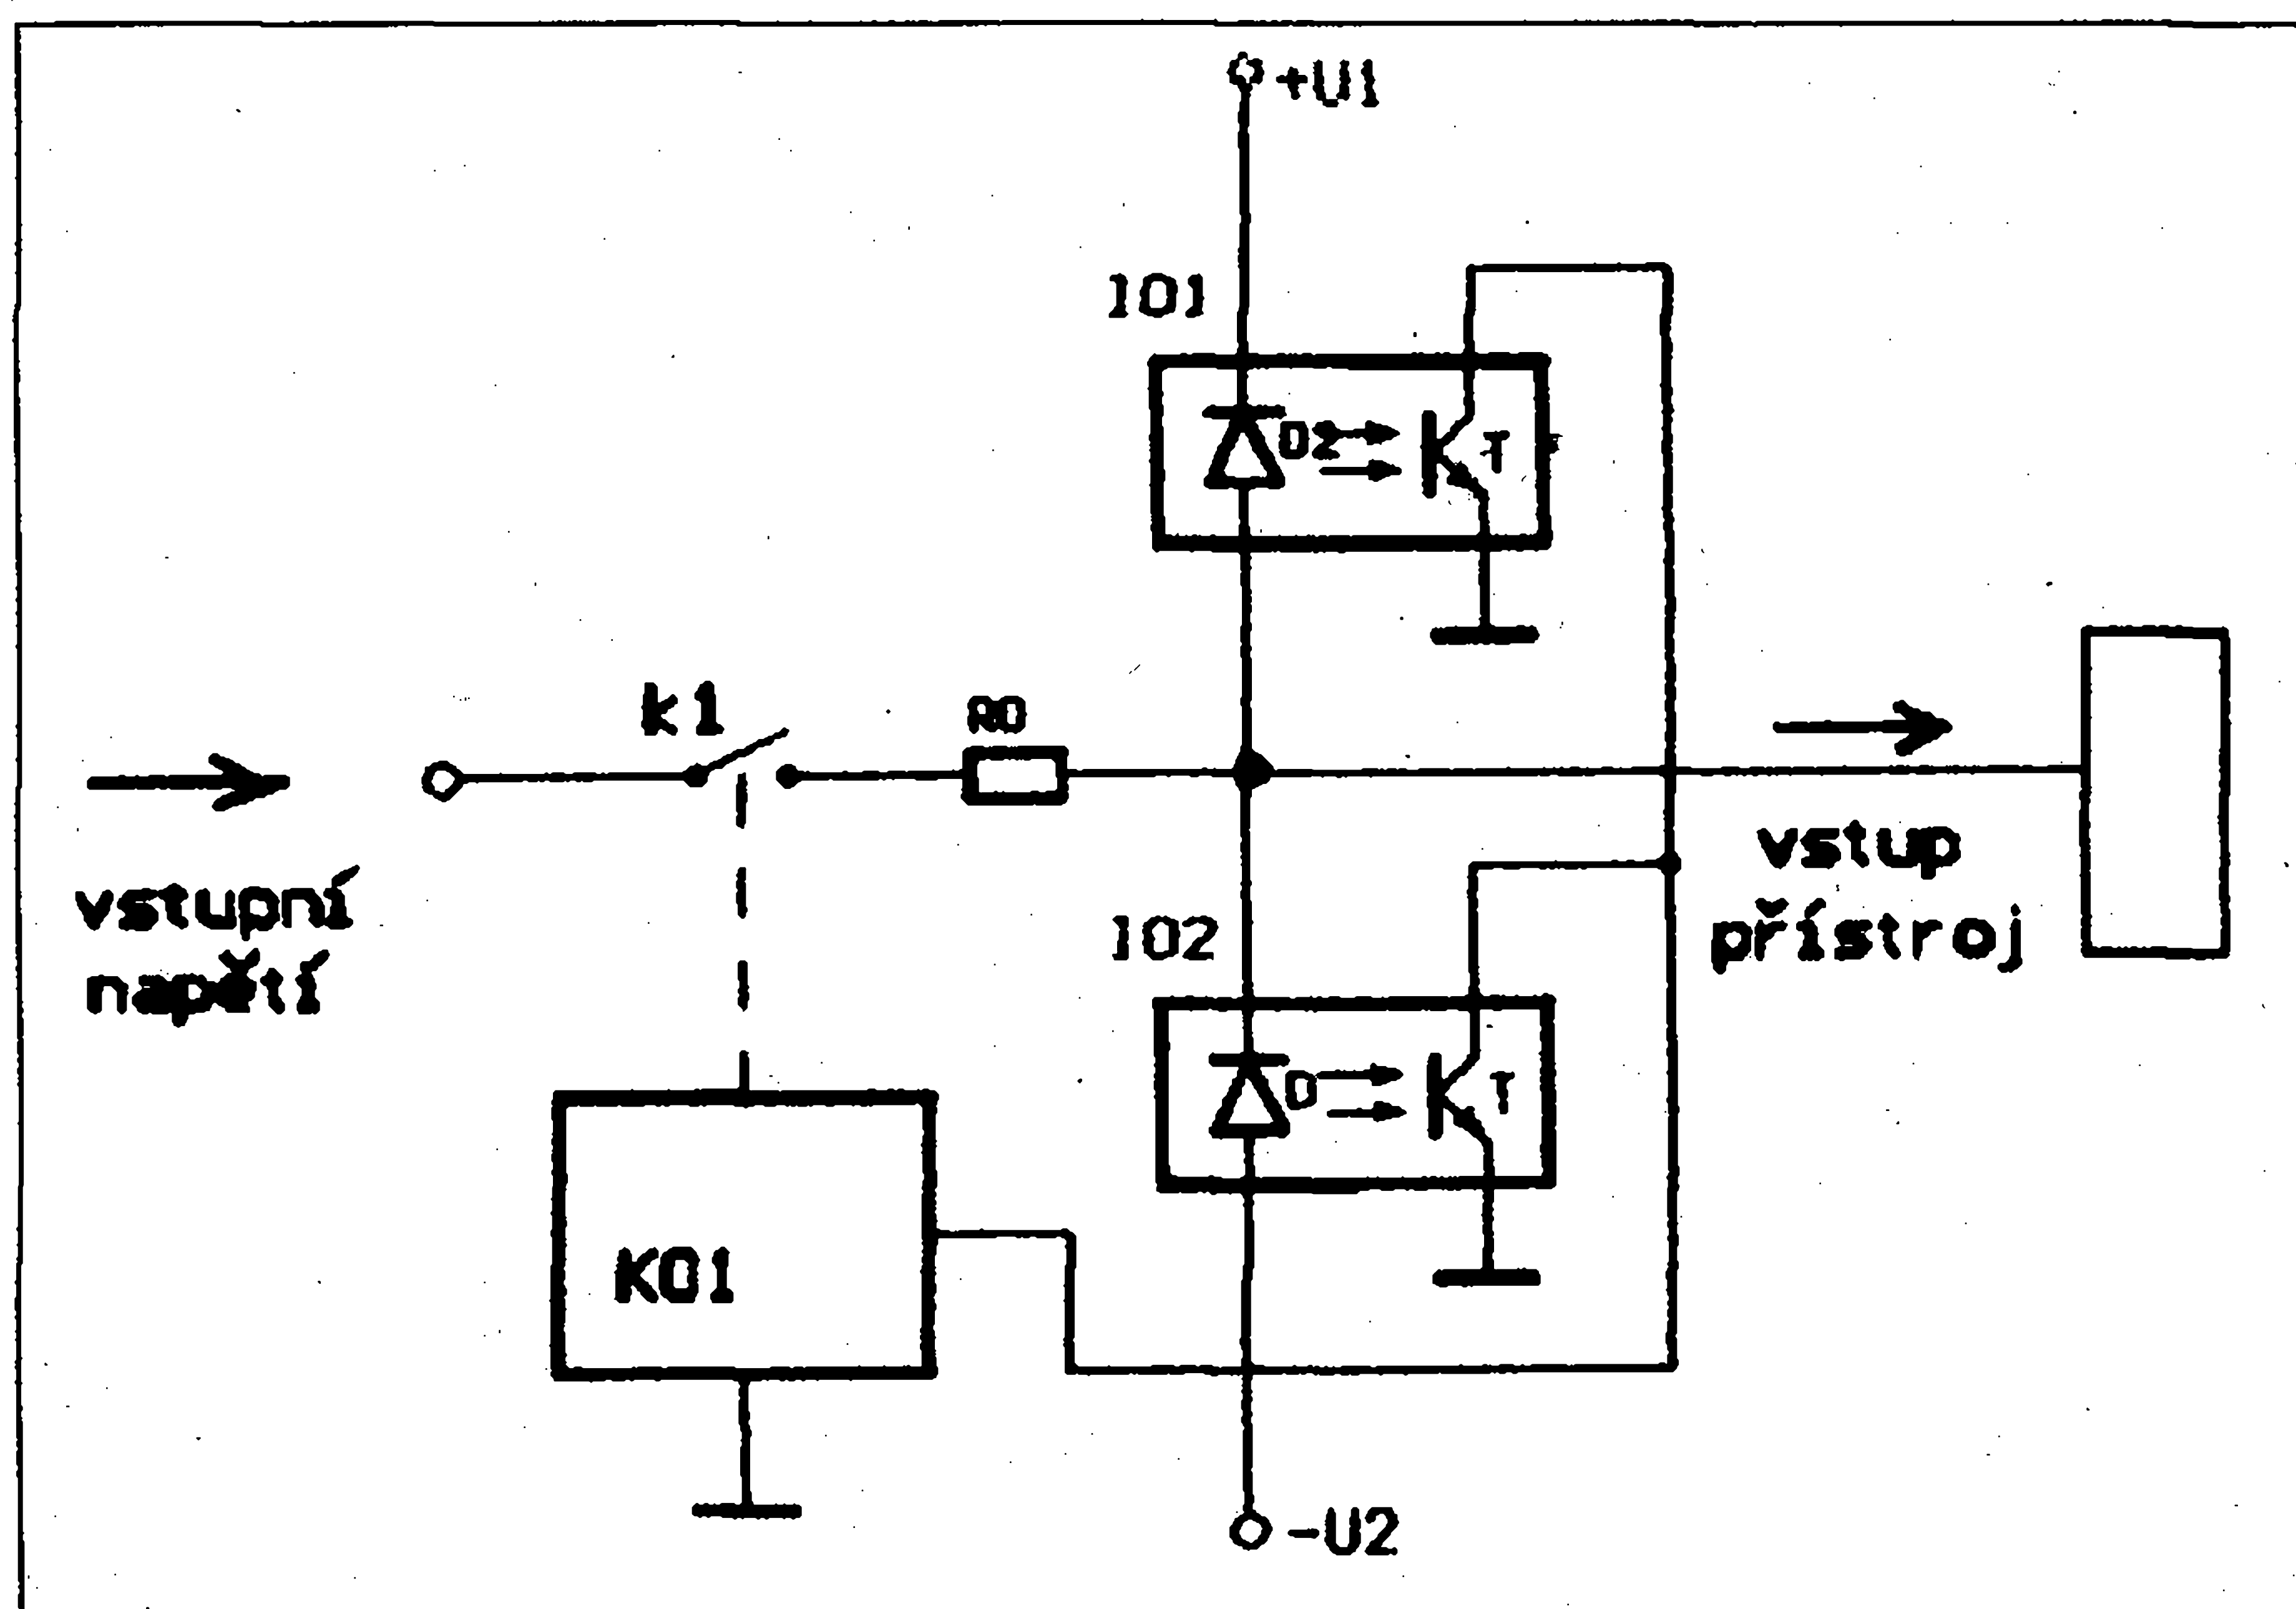 +U1
IO1
D2
T
k1
R0
vstupní
napětí
vstup
přístroj
IO2
D
T
KO1
-U2